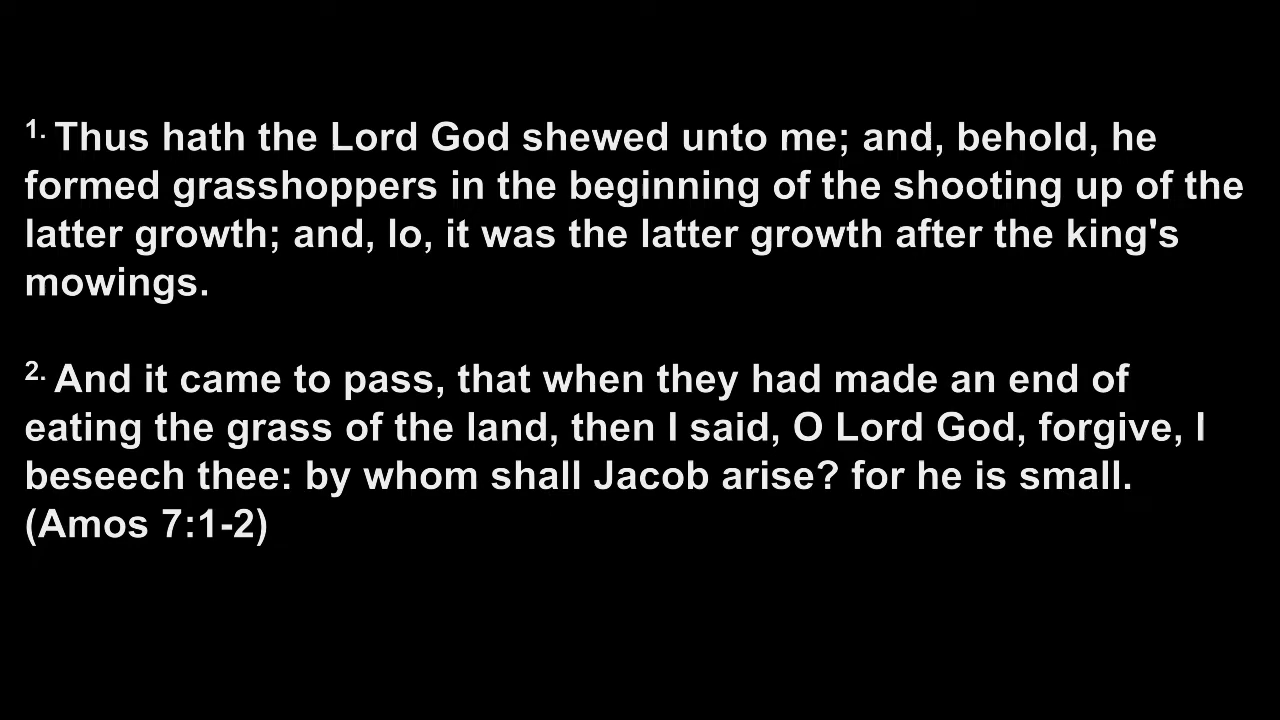 1. Thus hath the Lord God shewed unto me; and, behold, he
formed grasshoppers in the beginning of the shooting up of the
latter growth; and, lo, it was the latter growth after the king's
mowings.
2. And it came to pass, that when they had made an end of
eating the grass of the land, then I said, O Lord God, forgive, I
beseech thee: by whom shall Jacob arise? for he is small.
(Amos 7:1-2)